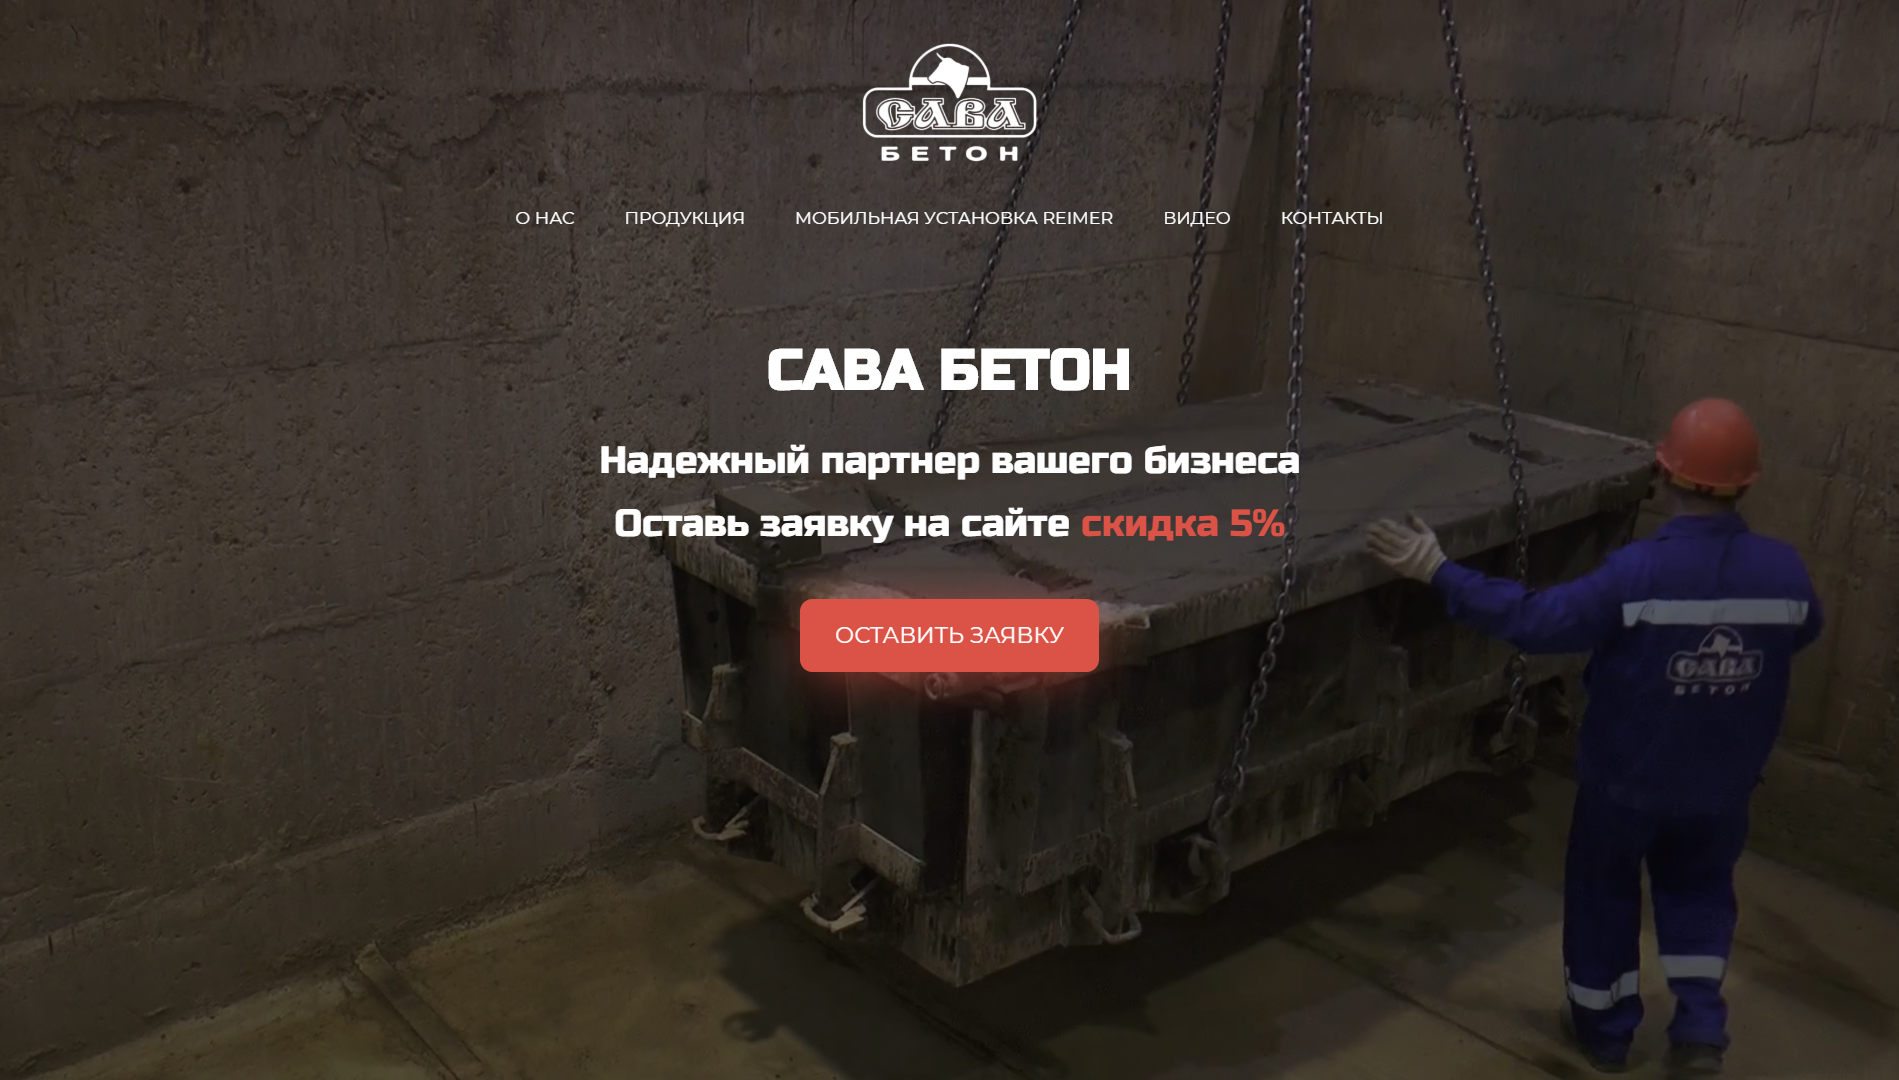 САВА
БЕТОН
О НАС ПРОДУКЦИЯ МОБИЛЬНАЯ УСТАНОВКА REIMER ВИДЕО КОНТАКТЫ
САВА БЕТОН
Надежный партнер вашего бизнеса
Оставь заявку на сайте скидка 5%
ОСТАВИТЬ ЗАЯВКУ
САВА
БЕТОН